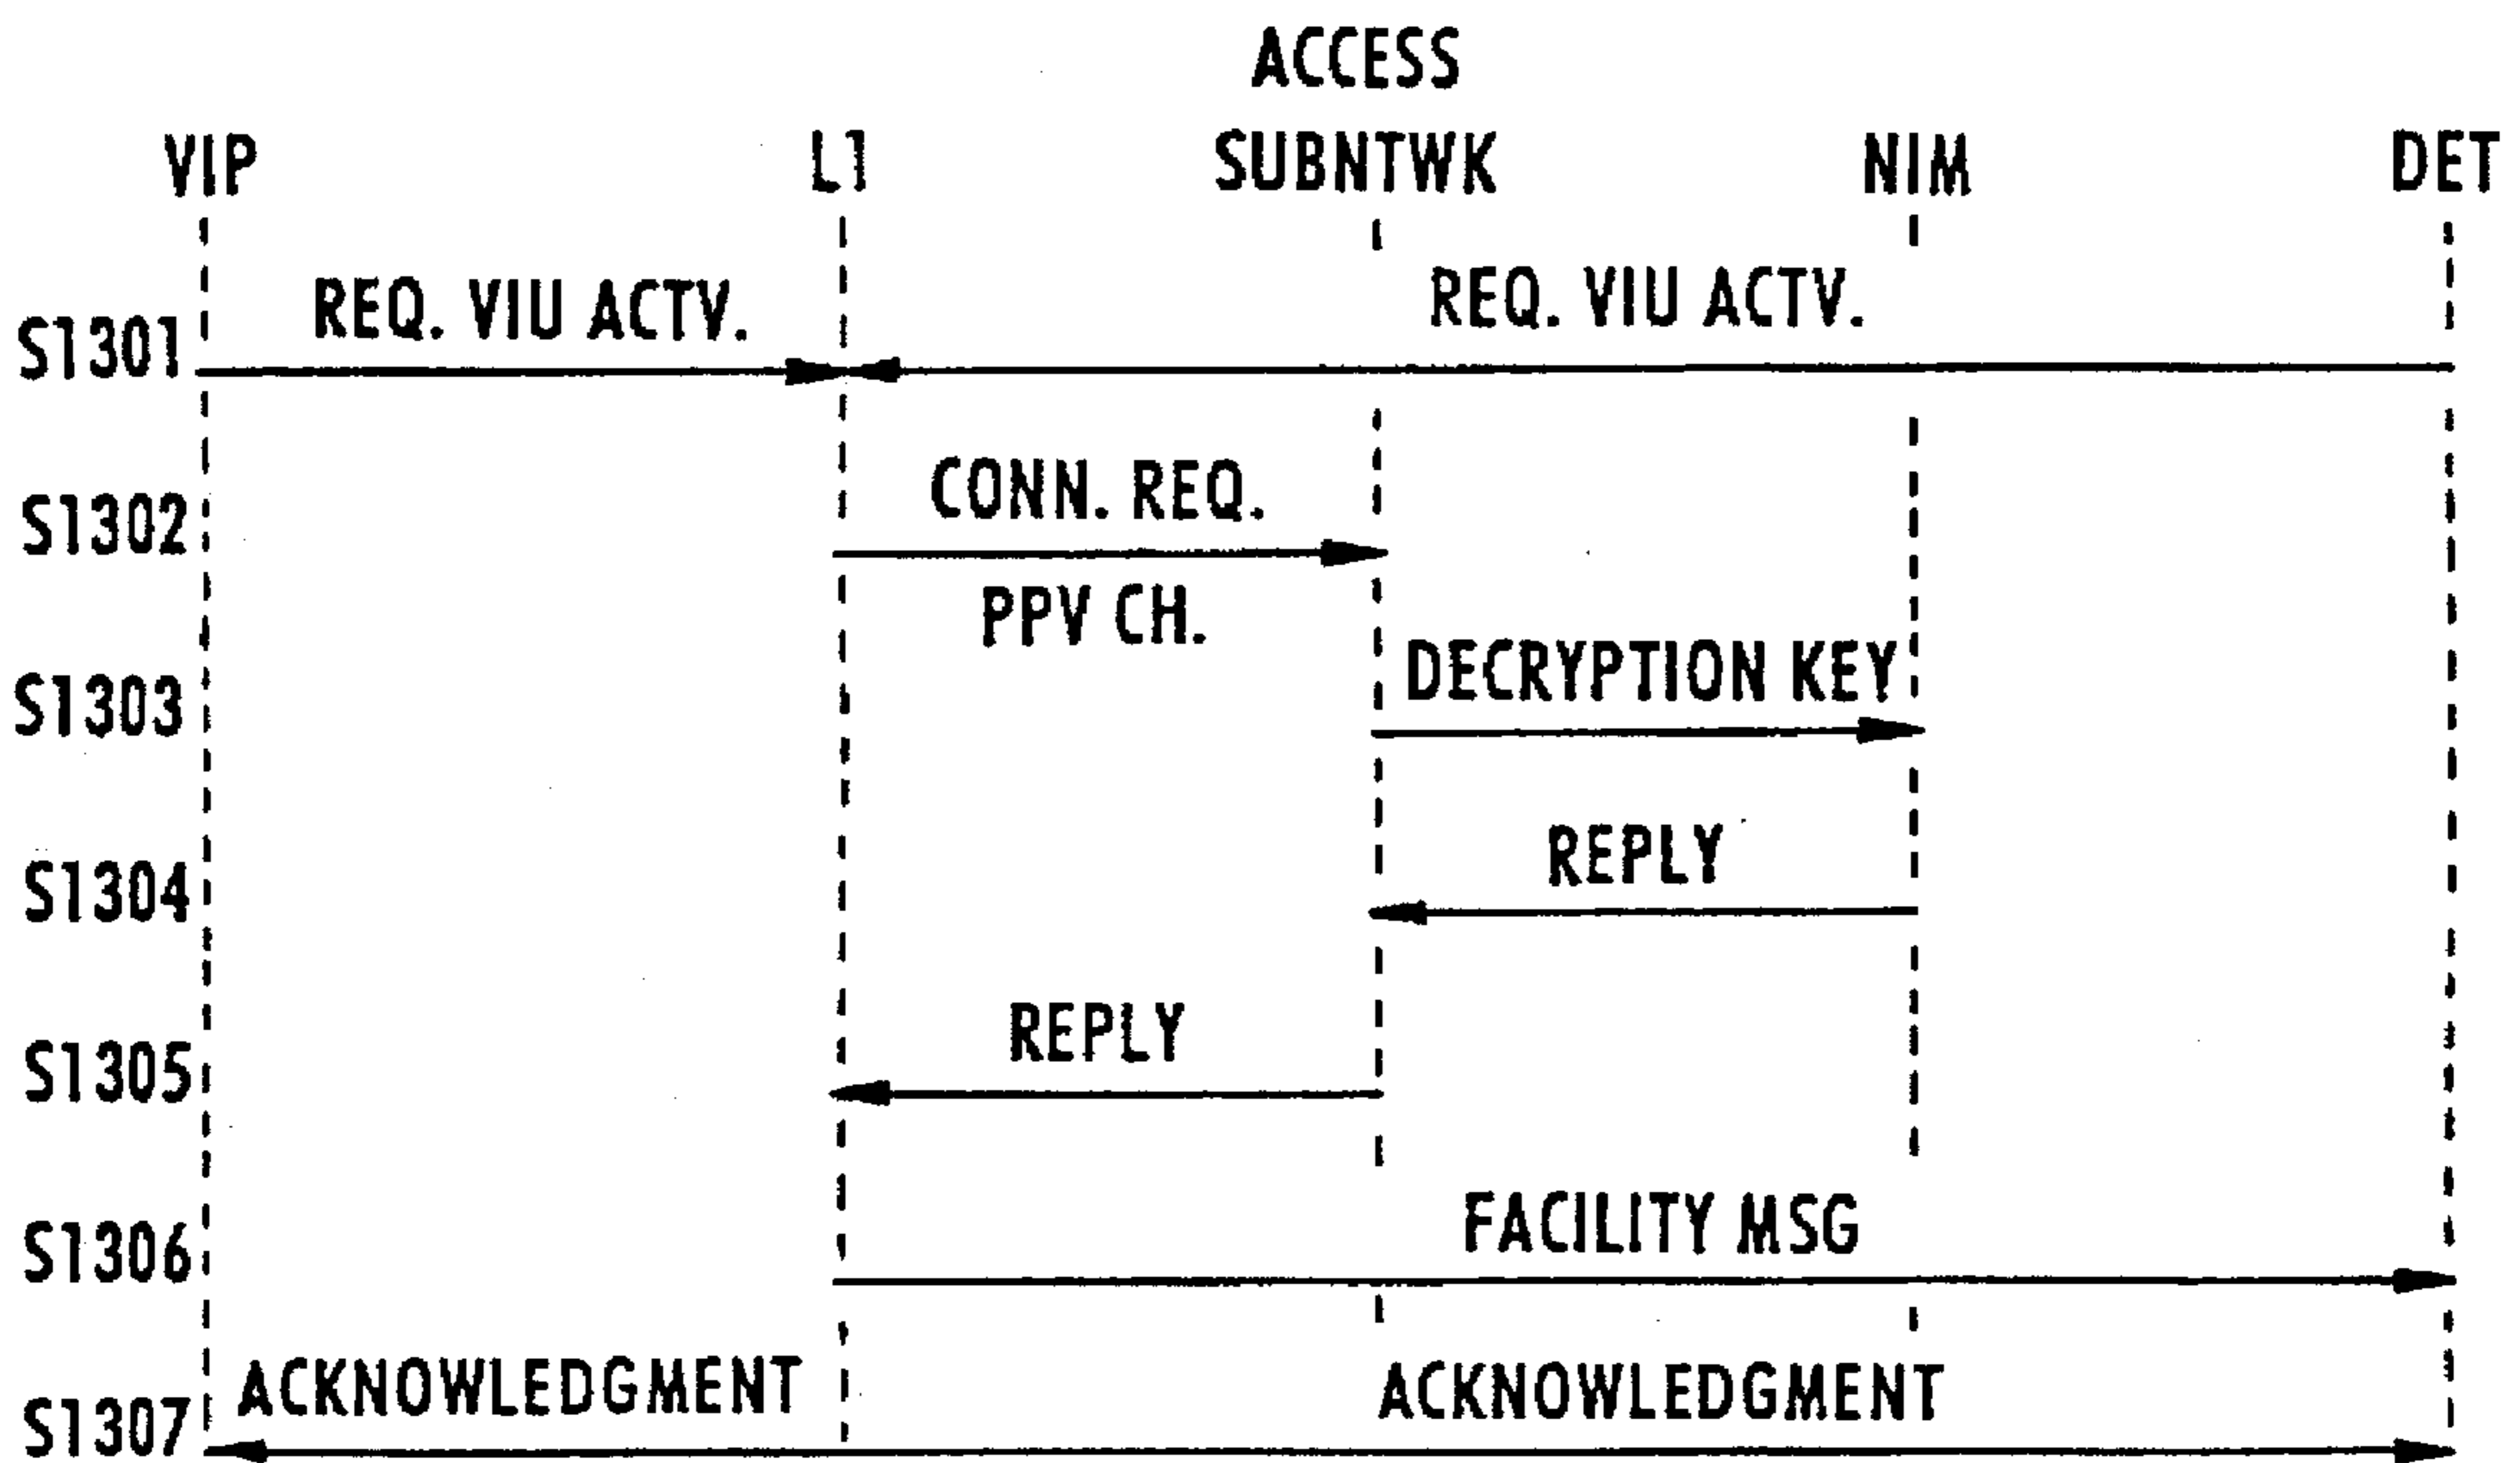 ACCESS
VIP L1 SUBNTWK NIM DET
REQ. VIU ACTV. REQ. VIU ACTV.
S1301
CONN. REQ.
S1302
PPV CH.
DECRYPTION KEY
S1303
REPLY
S1304
REPLY
S1305
FACILITY MSG
S1306
ACKNOWLEDGMENT ACKNOWLEDGMENT
S1307